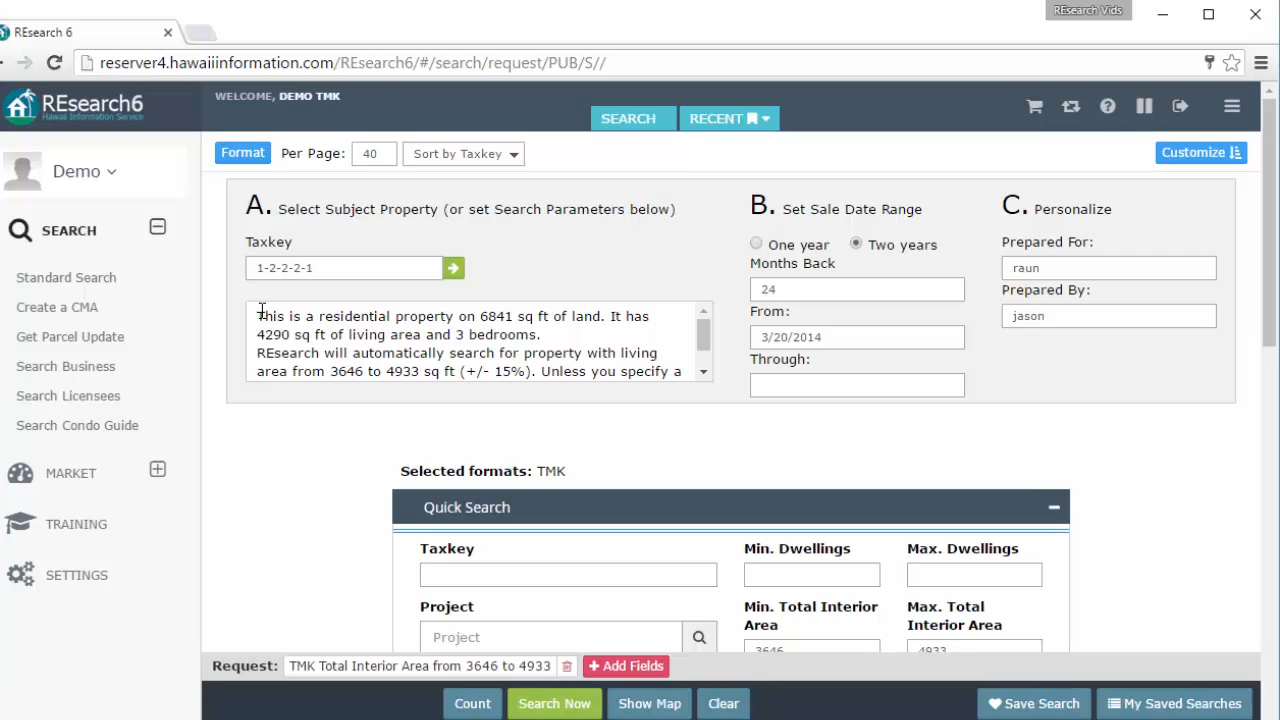 REsearch Vids
REsearch 6
reserver4.hawaiiinformation.com/REsearch6/#/search/request/PUB/S//
REsearch6
Hawaii Information Service
WELCOME, DEMO TMK
SEARCH
RECENT
Format
Per Page:
40
Sort by Taxkey
Customize
Demo
SEARCH
Standard Search
Create a CMA
Get Parcel Update
Search Business
Search Licensees
Search Condo Guide
MARKET
TRAINING
SETTINGS
A. Select Subject Property (or set Search Parameters below)
Taxkey
1-2-2-2-1
This is a residential property on 6841 sq ft of land. It has
4290 sq ft of living area and 3 bedrooms.
REsearch will automatically search for property with living
area from 3646 to 4933 sq ft (+/- 15%). Unless you specify a
B. Set Sale Date Range
One year
Two years
Months Back
24
From:
3/20/2014
Through:
C. Personalize
Prepared For:
raun
Prepared By:
jason
Selected formats: TMK
Quick Search
Taxkey
Min. Dwellings
Max. Dwellings
Project
Project
Min. Total Interior
Area
Max. Total
Interior Area
3646
4933
Request:
TMK Total Interior Area from 3646 to 4933
Add Fields
Count
Search Now
Show Map
Clear
Save Search
My Saved Searches